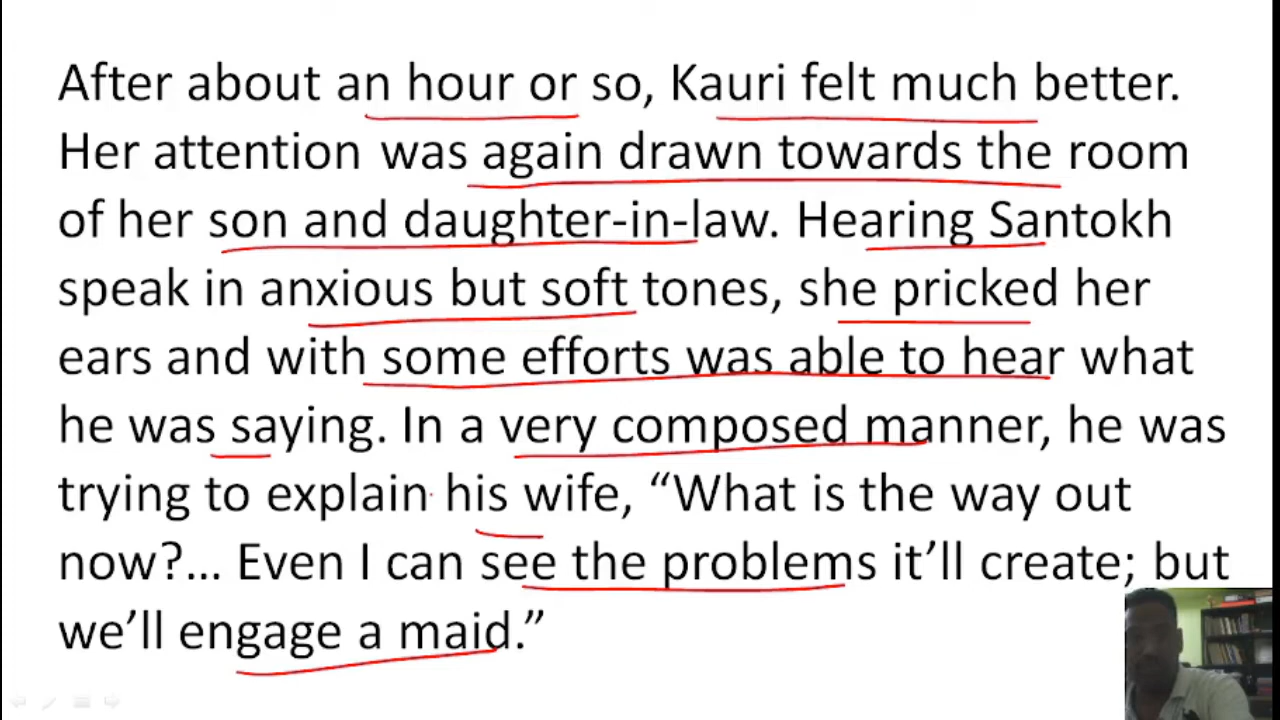 After about an hour or so, Kauri felt much better.
Her attention was again drawn towards the room
of her son and daughter-in-law. Hearing Santokh
speak in anxious but soft tones, she pricked her
ears and with some efforts was able to hear what
he was saying. In a very composed manner, he was
trying to explain his wife, “What is the way out
now?... Even I can see the problems it’ll create; but
we’ll engage a maid.”